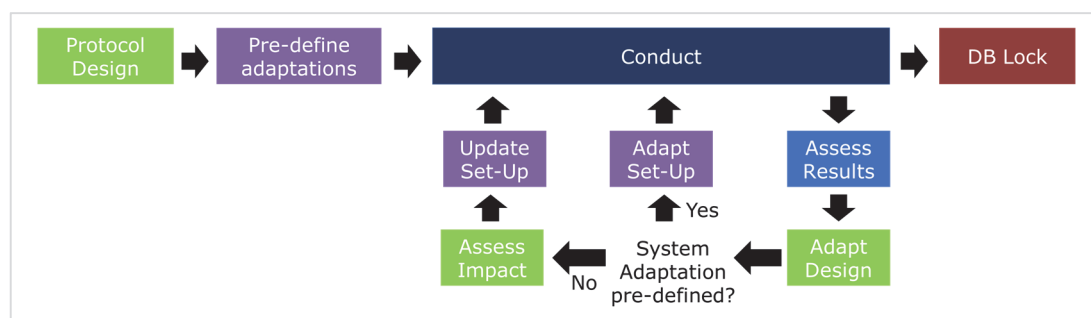 Protocol
Design
Pre-define
adaptations
Conduct
DB Lock
Update
Set-Up
Adapt
Set-Up
Assess
Results
Yes
Assess
Impact
No
System
Adaptation
pre-defined?
Adapt
Design